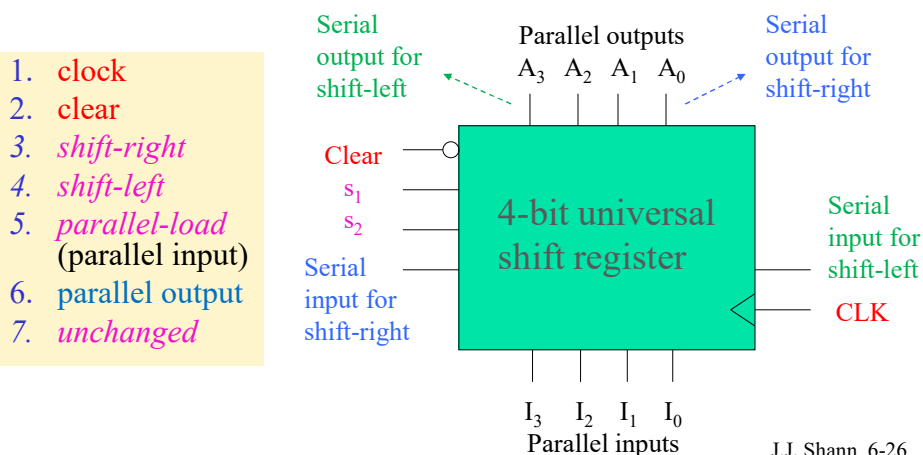 1. clock
2. clear
3. shift-right
4. shift-left
5. parallel-load
(parallel input)
6. parallel output
7. unchanged
Serial
output for
shift-left
Parallel outputs
A3 A2 A1 A0
Serial
output for
shift-right
Clear
s1
s2
Serial
input for
shift-right
4-bit universal
shift register
Serial
input for
shift-left
CLK
I3 I2 I1 I0
Parallel inputs
J.J. Shann 6-26